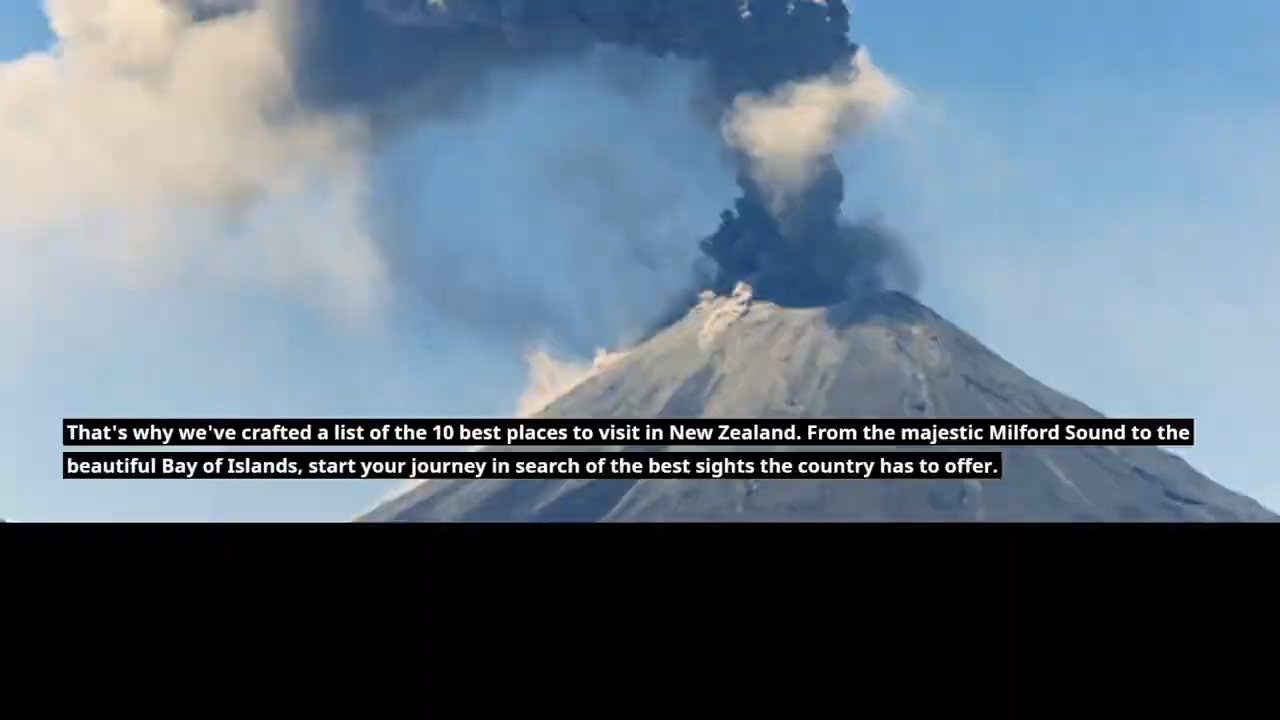 That's why we've crafted a list of the 10 best places to visit in New Zealand. From the majestic Milford Sound to the
beautiful Bay of Islands, start your journey in search of the best sights the country has to offer.